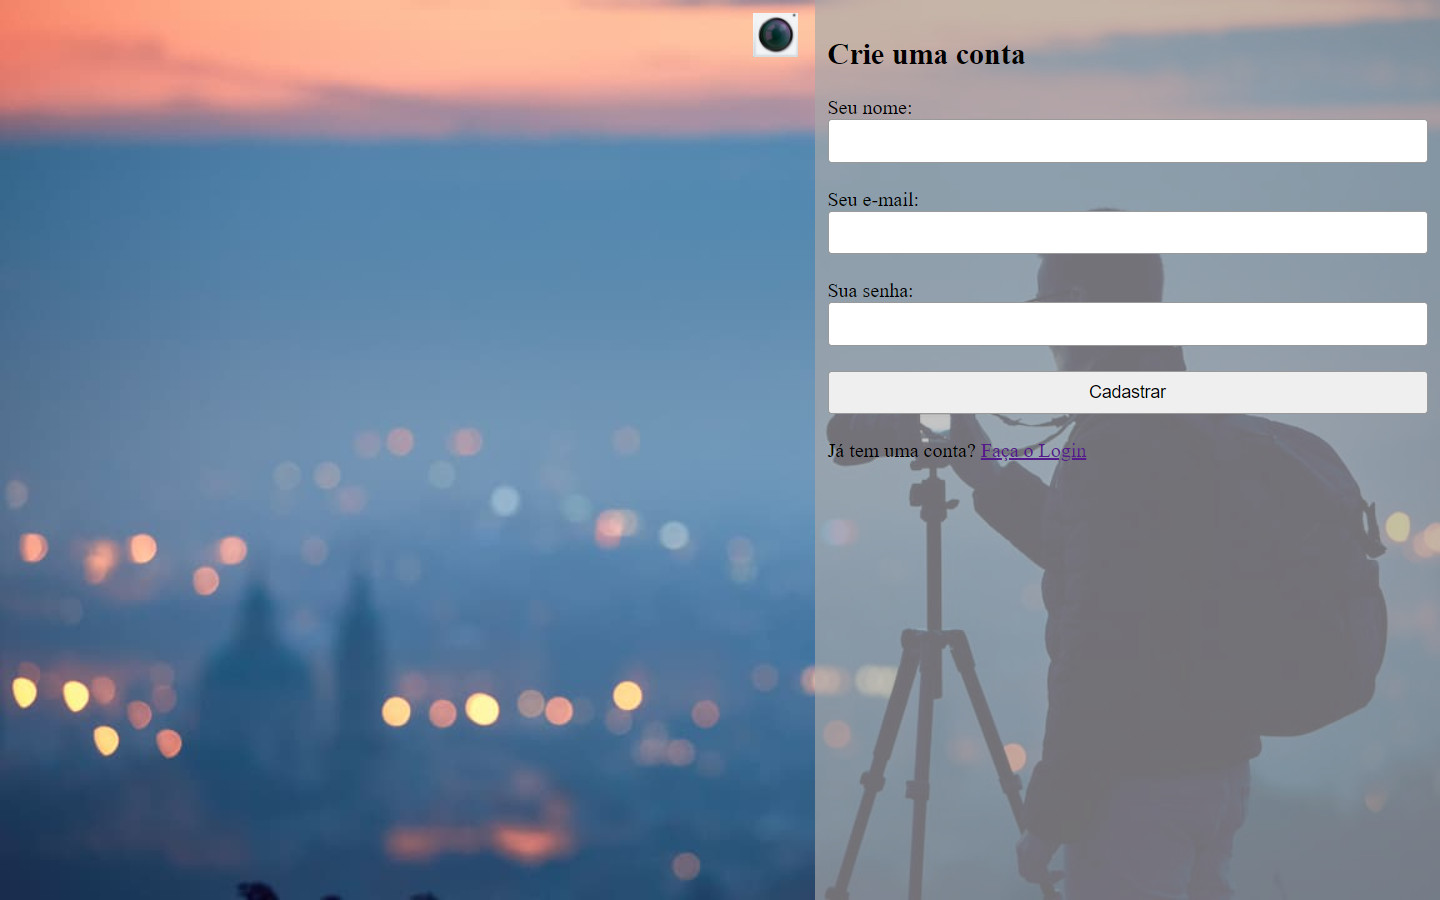 Crie uma conta
Seu nome:
Seu e-mail:
Sua senha:
Cadastrar
Já tem uma conta? Faça o Login